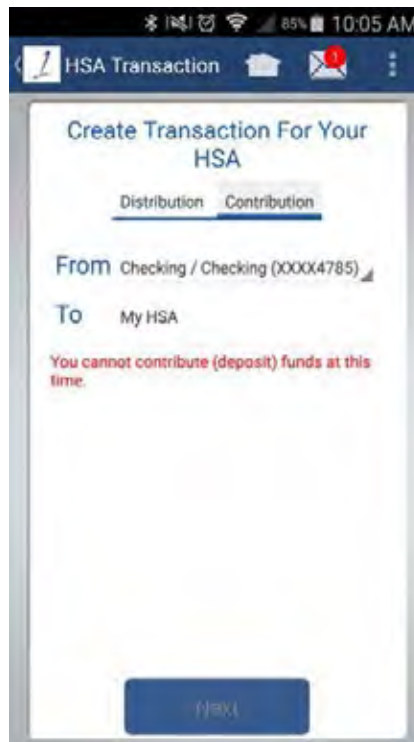 85% 10:05 AM
1 HSA Transaction 1
Create Transaction For Your
HSA
Distribution Contribution
From Checking / Checking (XXXX4785)
To My HSA
You cannot contribute (deposit) funds at this
time.
Next